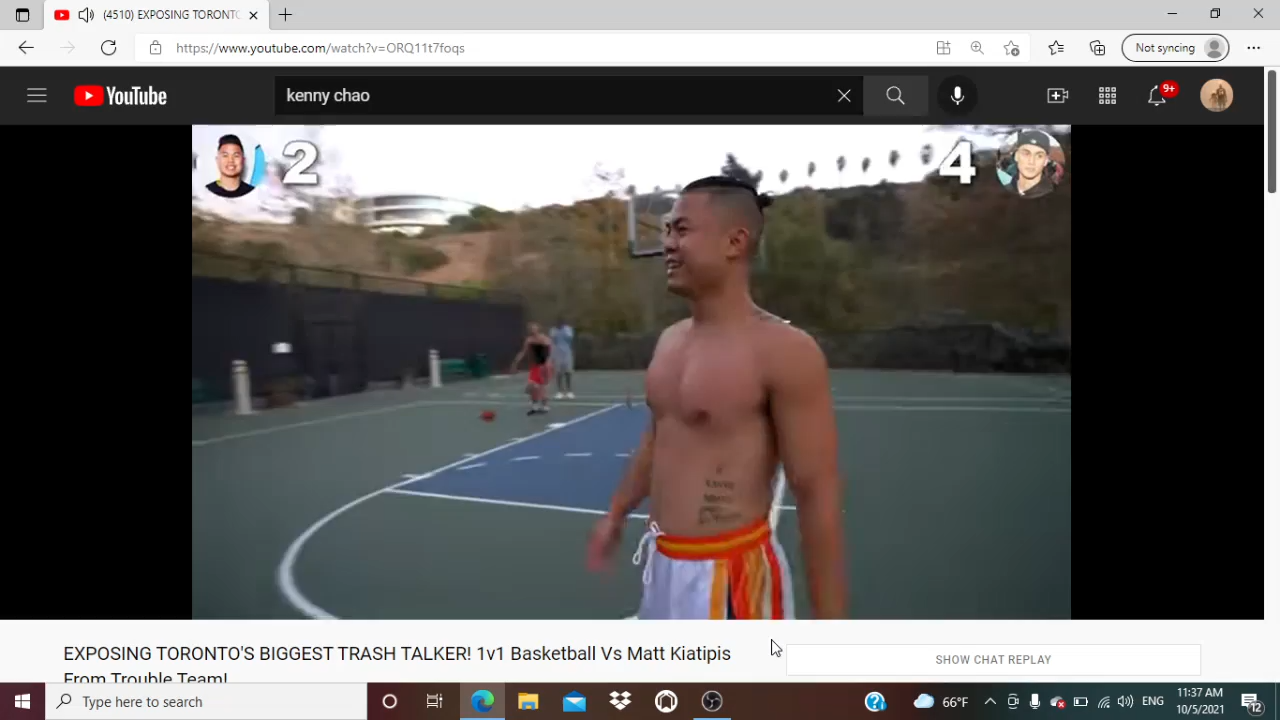 (4510) EXPOSING TORONTO
https://www.youtube.com/watch?v=ORQ11t7foqs
Not syncing
YouTube
kenny chao
9+
2
4
EXPOSING TORONTO'S BIGGEST TRASH TALKER! 1v1 Basketball Vs Matt Kiatipis
From Trouble Team!
SHOW CHAT REPLAY
Type here to search
66°F
ENG
11:37 AM
10/5/2021
12